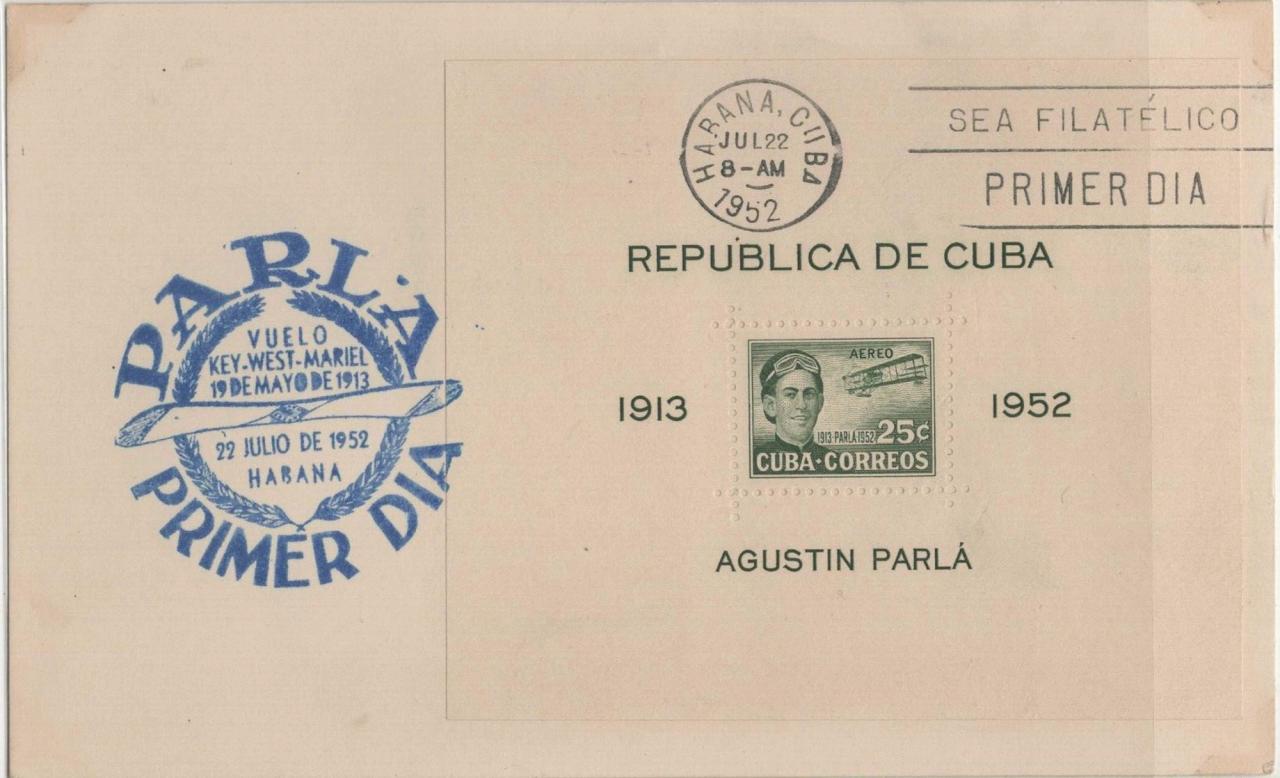 HABANA, CUBA
JUL 22
8-AM
1952
SEA FILATÉLICO
PRIMER DIA
REPUBLICA DE CUBA
1913
1952
AEREO
1913·PARLÁ·1952
25¢
CUBA·CORREOS
AGUSTIN PARLÁ
PARLÁ
VUELO
KEY-WEST-MARIEL
19 DE MAYO DE 1913
22 JULIO DE 1952
HABANA
PRIMER DIA